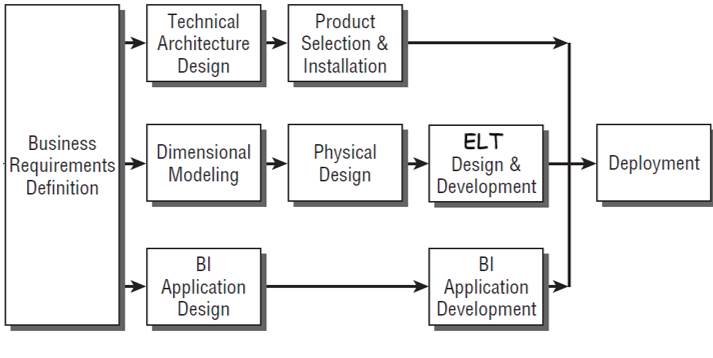 Business
Requirements
Definition
Technical
Architecture
Design
Product
Selection &
Installation
Dimensional
Modeling
Physical
Design
ELT
Design &
Development
Deployment
BI
Application
Design
BI
Application
Development